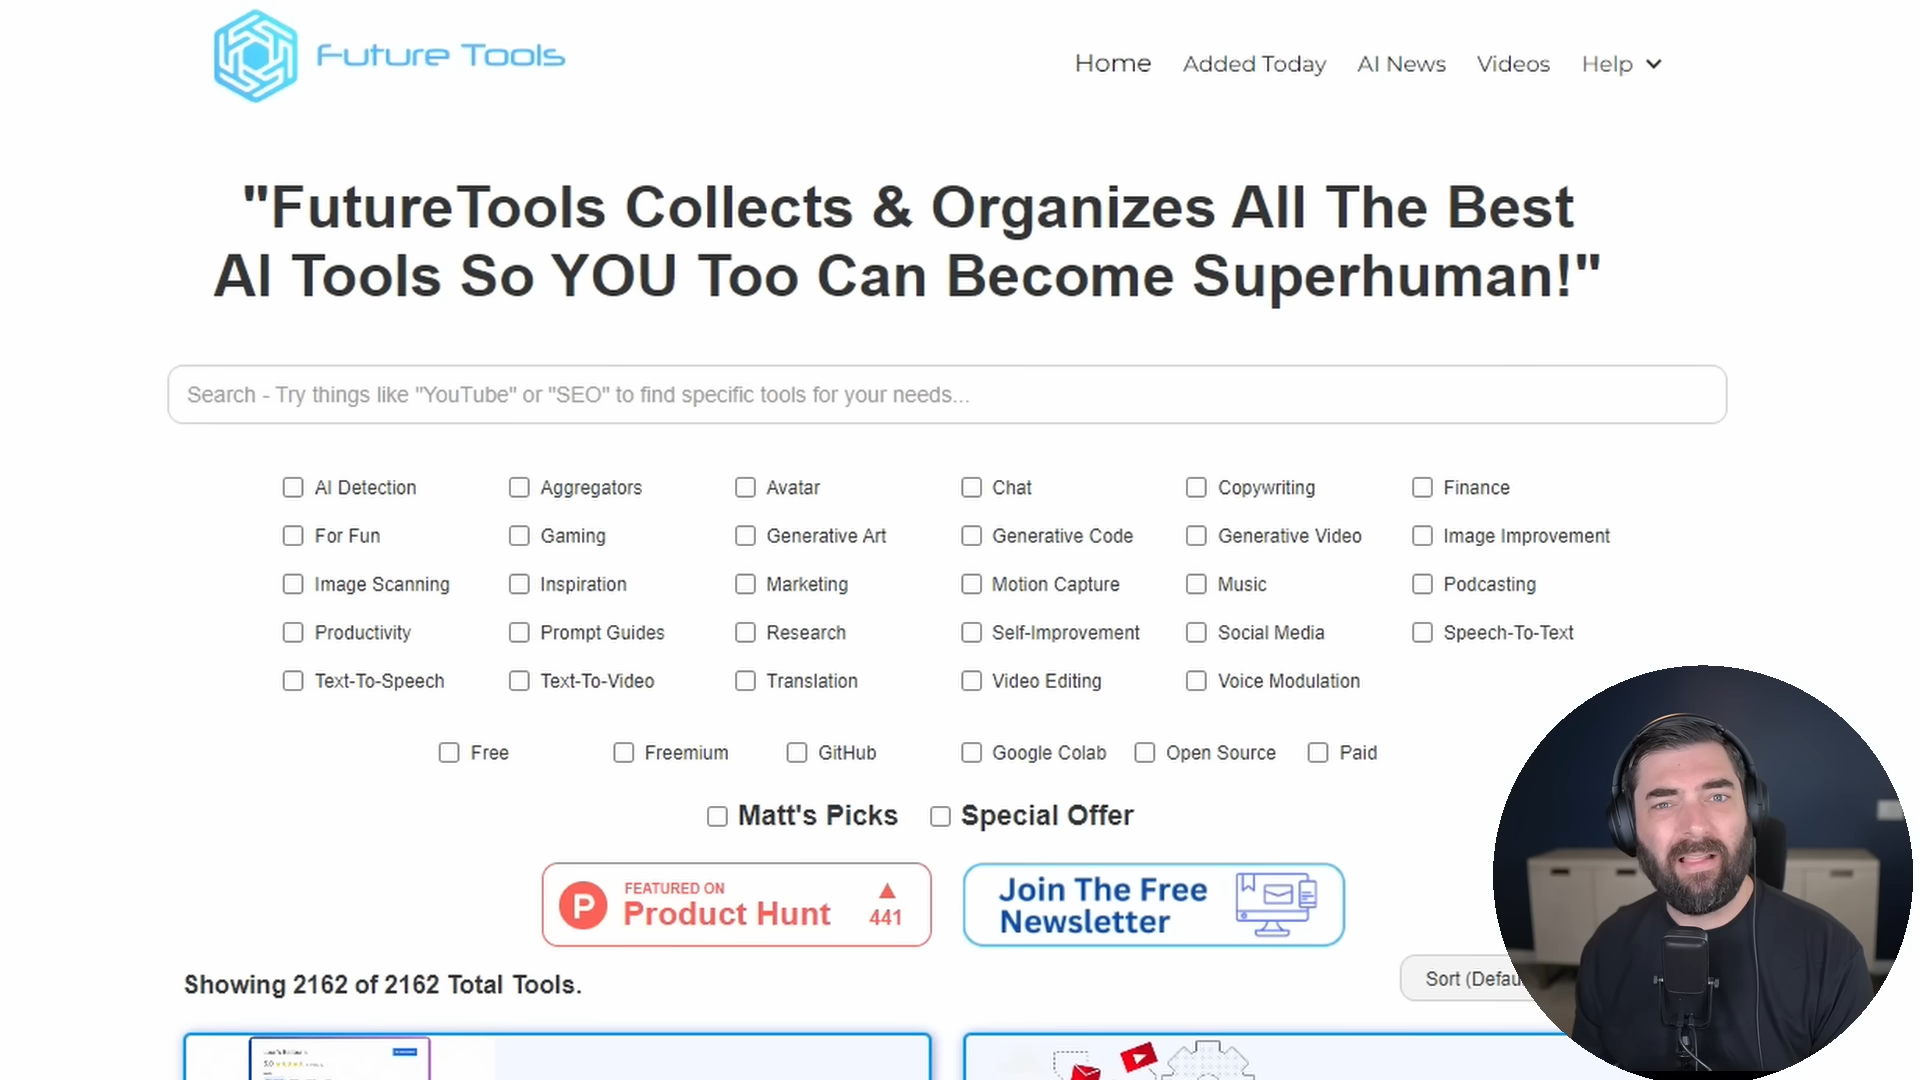 Future Tools
Home
Added Today
AI News
Videos
Help
"FutureTools Collects & Organizes All The Best
AI Tools So YOU Too Can Become Superhuman!"
Search - Try things like "YouTube" or "SEO" to find specific tools for your needs...
AI Detection
Aggregators
Avatar
Chat
Copywriting
Finance
For Fun
Gaming
Generative Art
Generative Code
Generative Video
Image Improvement
Image Scanning
Inspiration
Marketing
Motion Capture
Music
Podcasting
Productivity
Prompt Guides
Research
Self-Improvement
Social Media
Speech-To-Text
Text-To-Speech
Text-To-Video
Translation
Video Editing
Voice Modulation
Free
Freemium
GitHub
Google Colab
Open Source
Paid
Matt's Picks
Special Offer
P
FEATURED ON
Product Hunt
441
Join The Free
Newsletter
Showing 2162 of 2162 Total Tools.
Sort